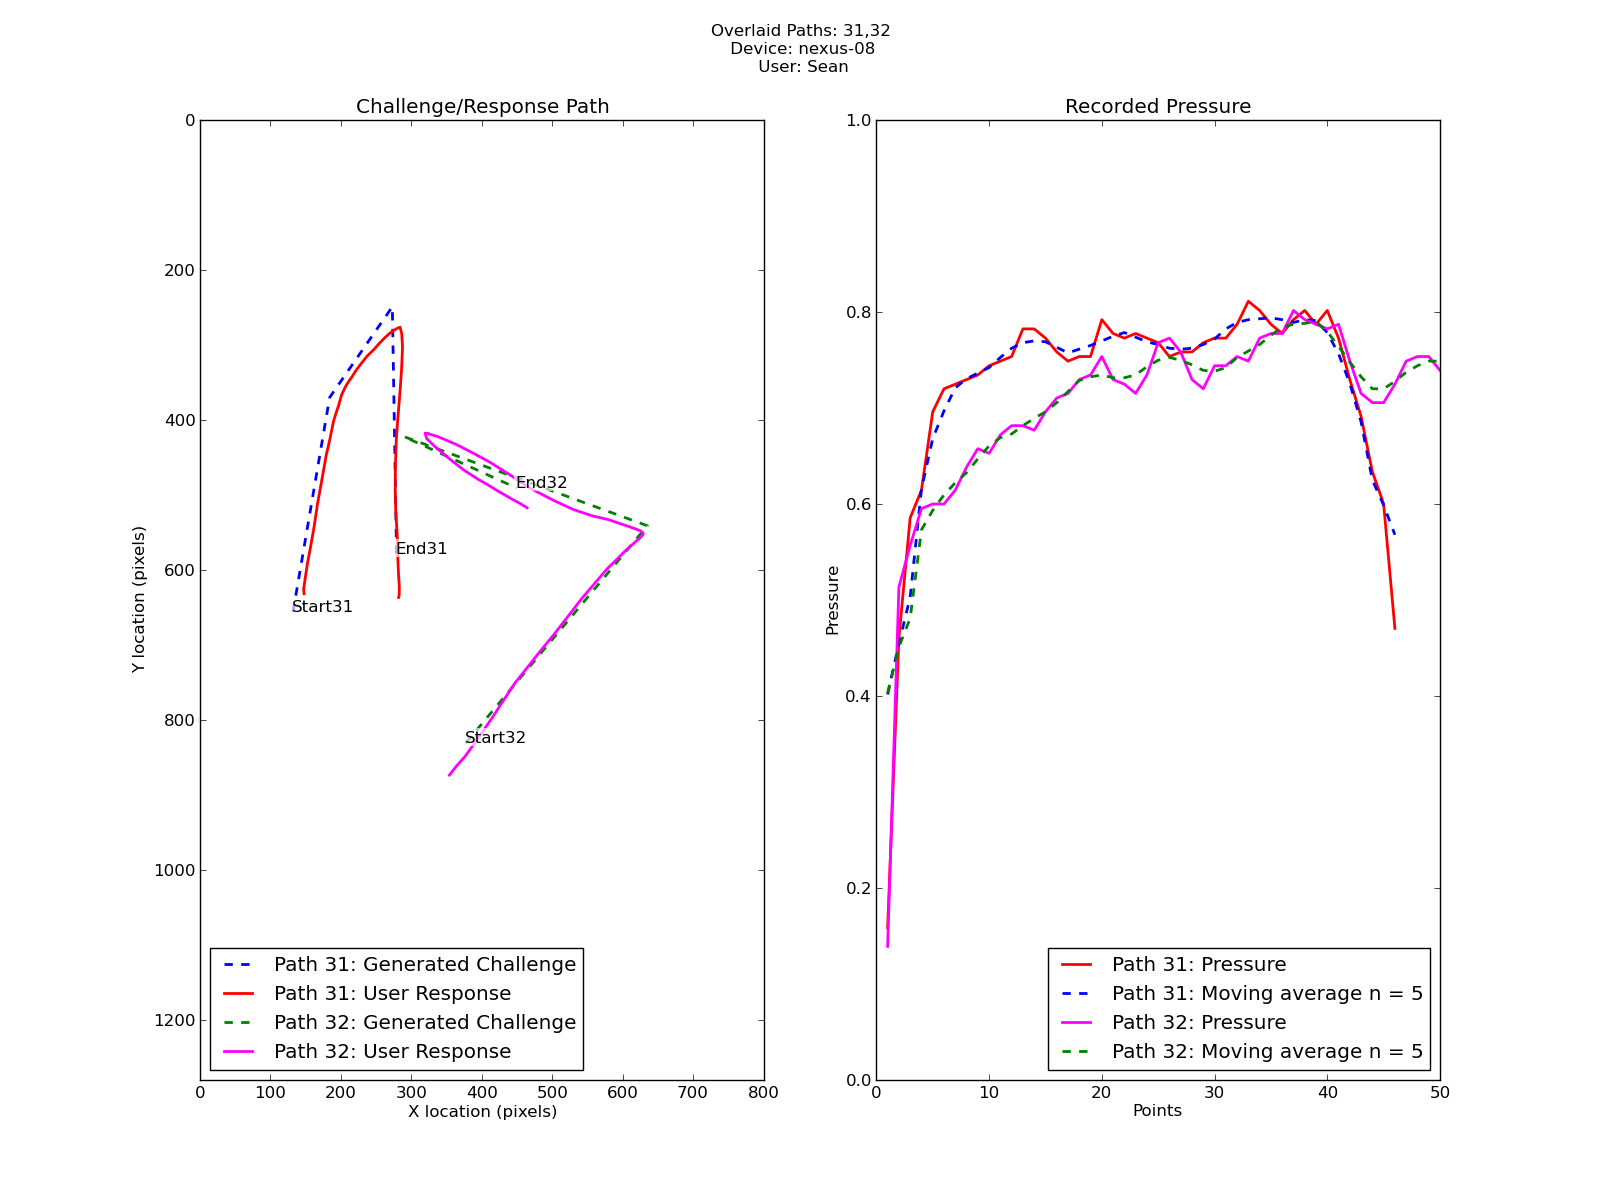 Overlaid Paths: 31,32
Device: nexus-08
User: Sean
Challenge/Response Path
0
200
400
600
800
1000
1200
Y location (pixels)
Start31
End31
End32
Start32
Path 31: Generated Challenge
Path 31: User Response
Path 32: Generated Challenge
Path 32: User Response
0 100 200 300 400 500 600 700 800
X location (pixels)
Recorded Pressure
1.0
0.8
0.6
0.4
0.2
0.0
Pressure
Path 31: Pressure
Path 31: Moving average n = 5
Path 32: Pressure
Path 32: Moving average n = 5
0 10 20 30 40 50
Points